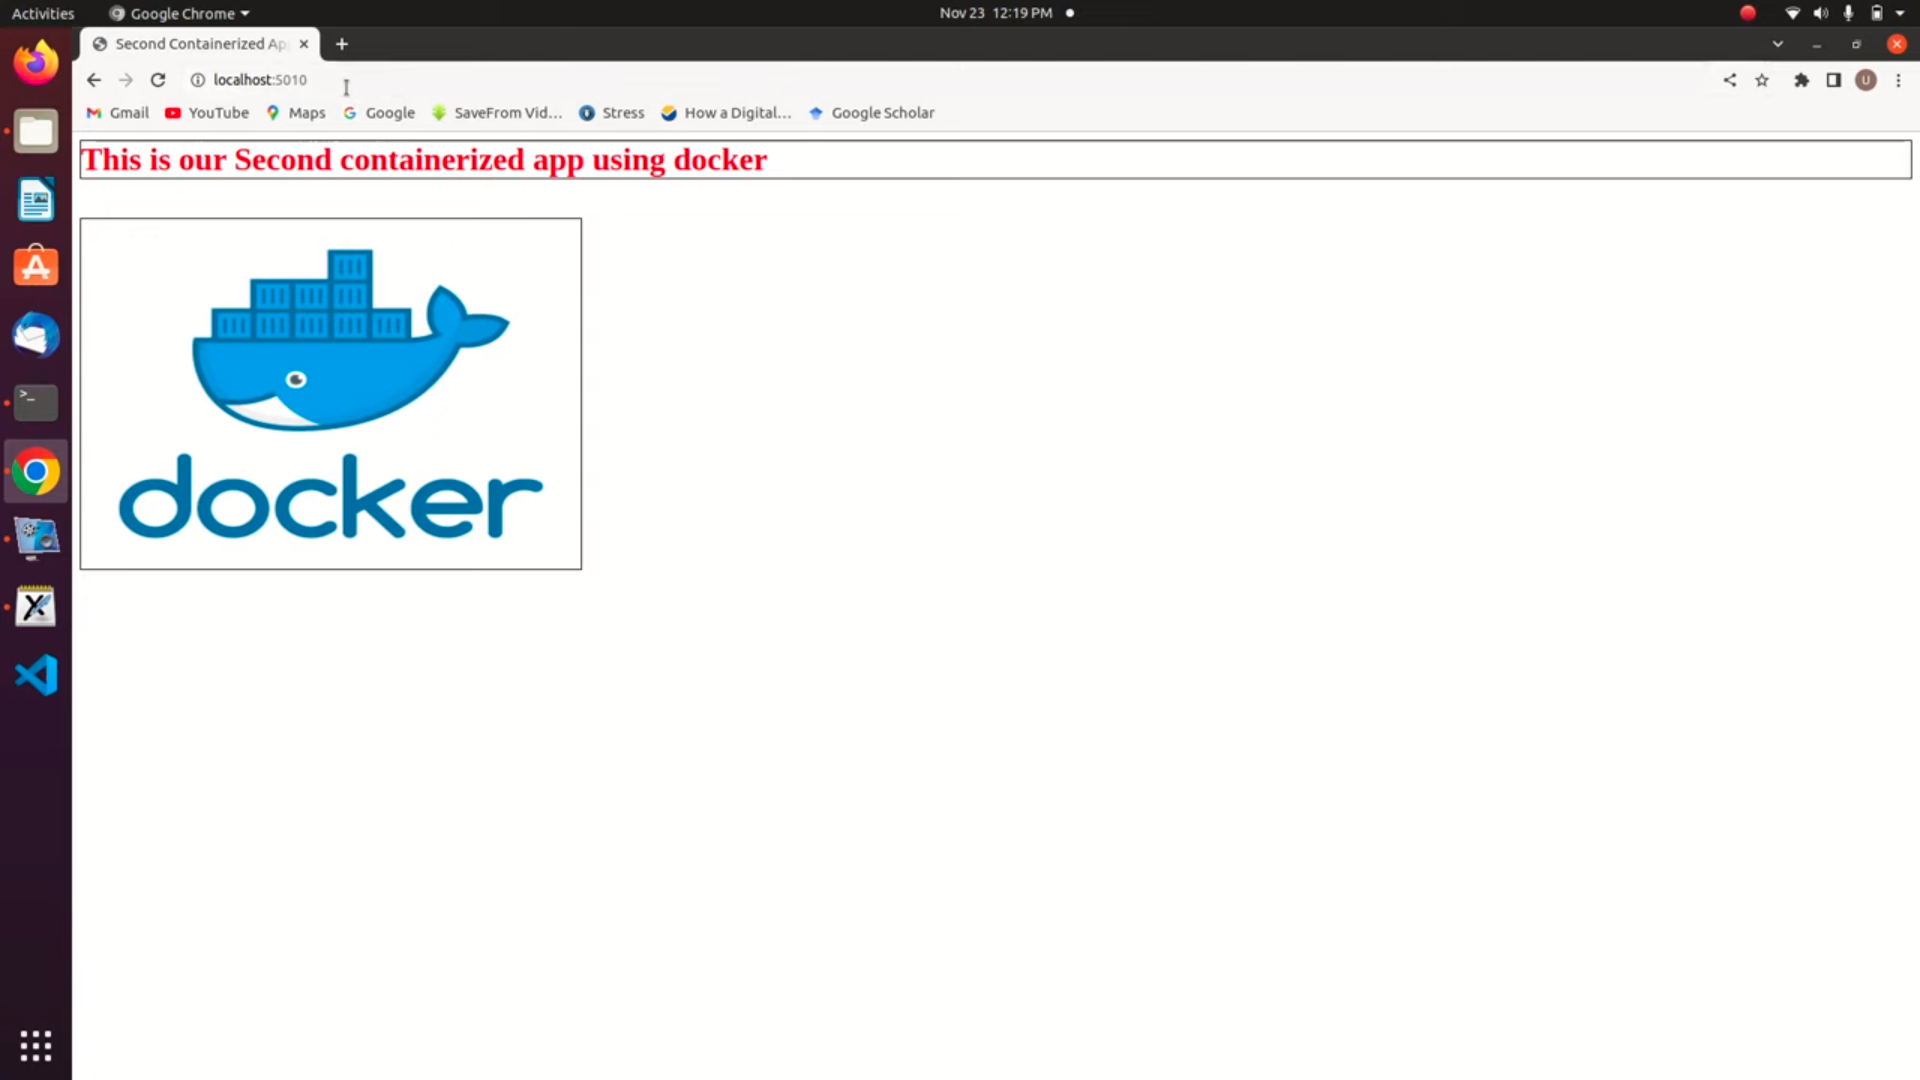 Activities Google Chrome Nov 23 12:19 PM
Second Containerized Ap
localhost:5010 U
Gmail YouTube Maps Google SaveFrom Vid... Stress How a Digital... Google Scholar
This is our Second containerized app using docker
docker